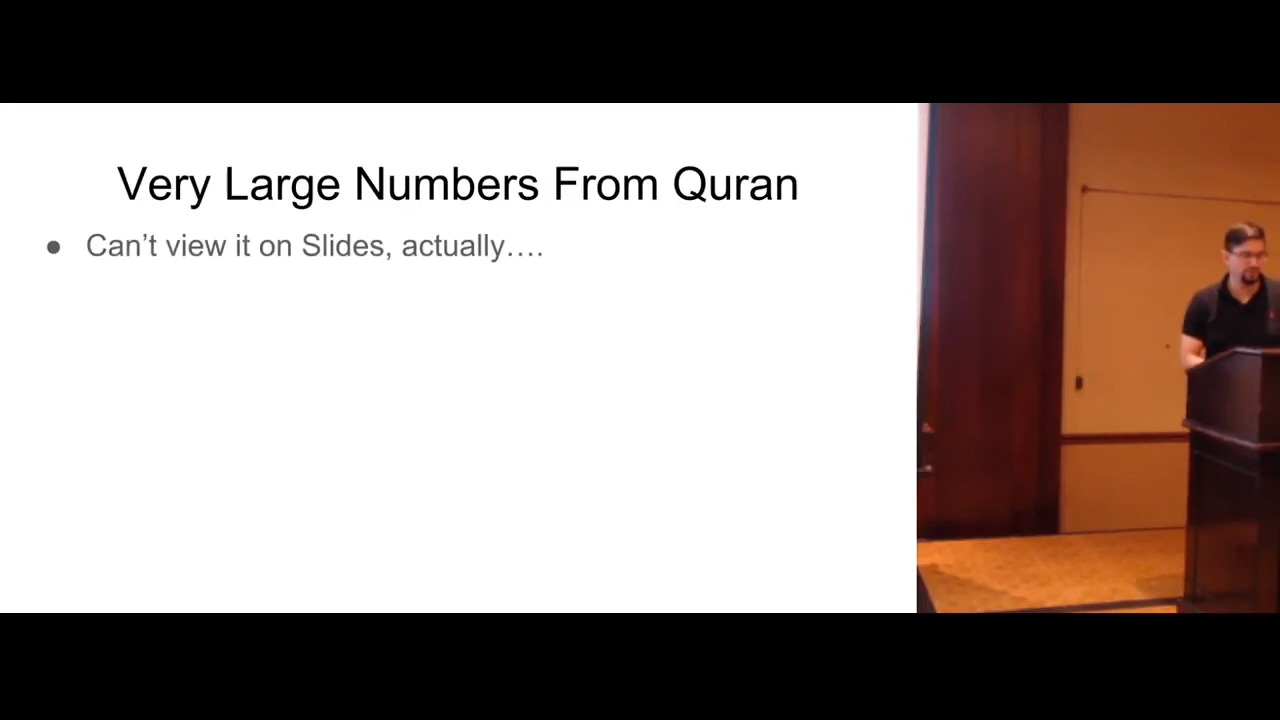 Very Large Numbers From Quran
● Can’t view it on Slides, actually….